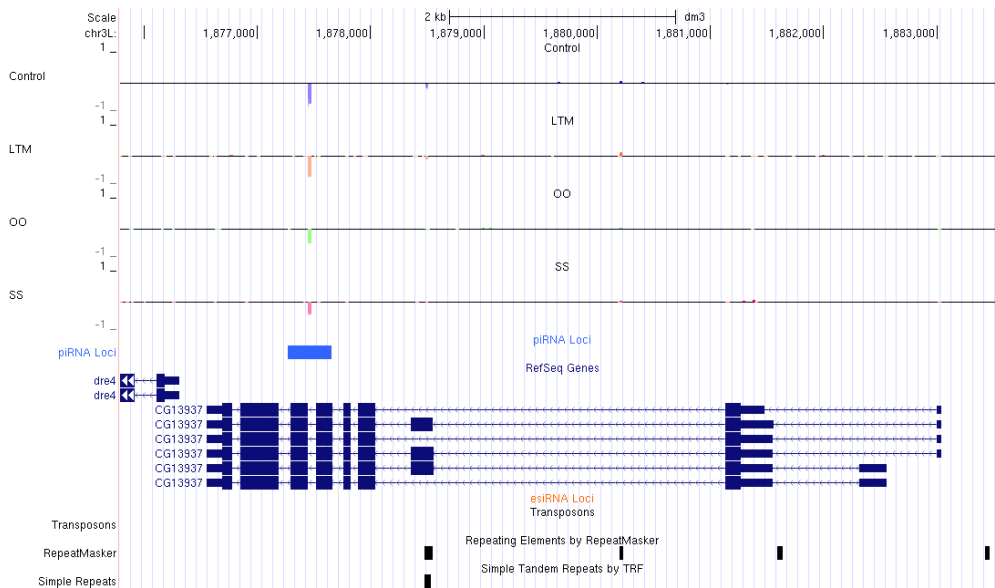 Scale 2 kb dm3
chr3L: 1,877,000 1,878,000 1,879,000 1,880,000 1,881,000 1,882,000 1,883,000
1 _ Control
Control
-1 _
1 _ LTM
LTM
-1 _
1 _ OO
OO
-1 _
1 _ SS
SS
-1 _
piRNA Loci
piRNA Loci
RefSeq Genes
dre4
dre4
CG13937
CG13937
CG13937
CG13937
CG13937
CG13937
esiRNA Loci
Transposons
Transposons
Repeating Elements by RepeatMasker
RepeatMasker
Simple Tandem Repeats by TRF
Simple Repeats